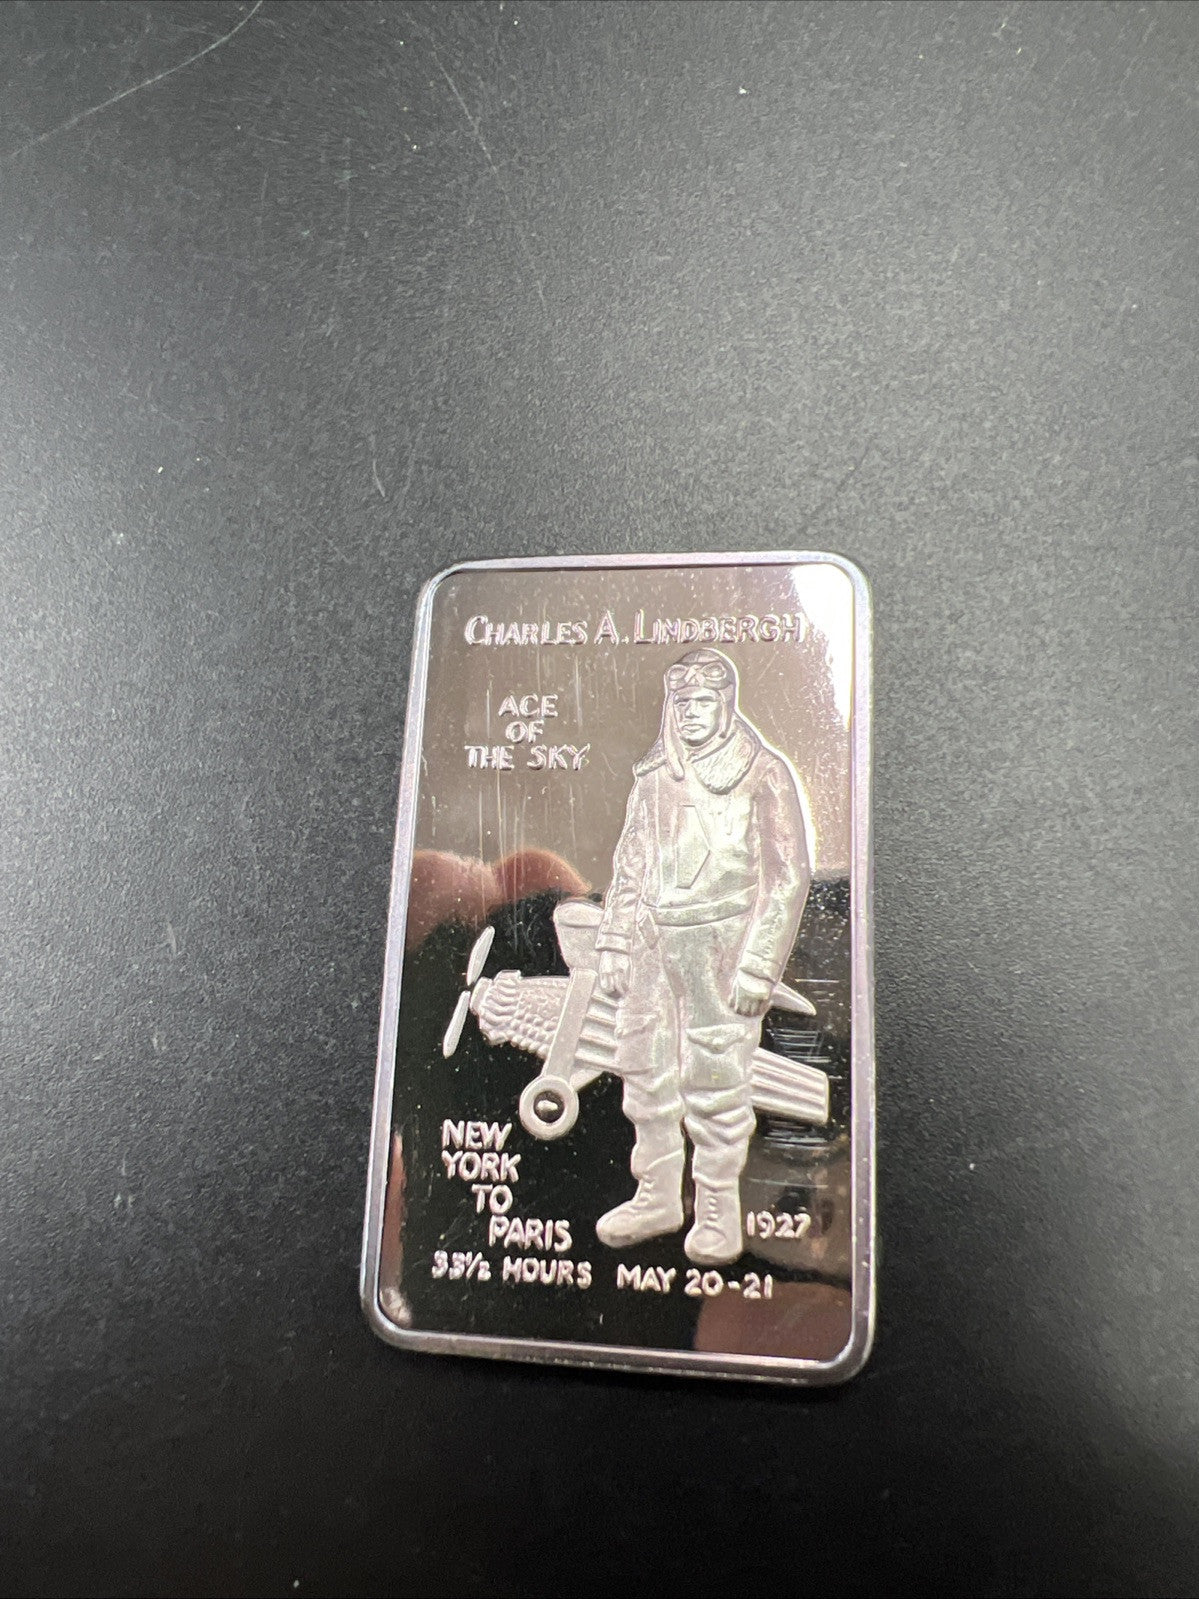 CHARLES A. LINDBERGH
ACE
OF
THE SKY
NEW
YORK
TO
PARIS
1927
33½ HOURS MAY 20-21